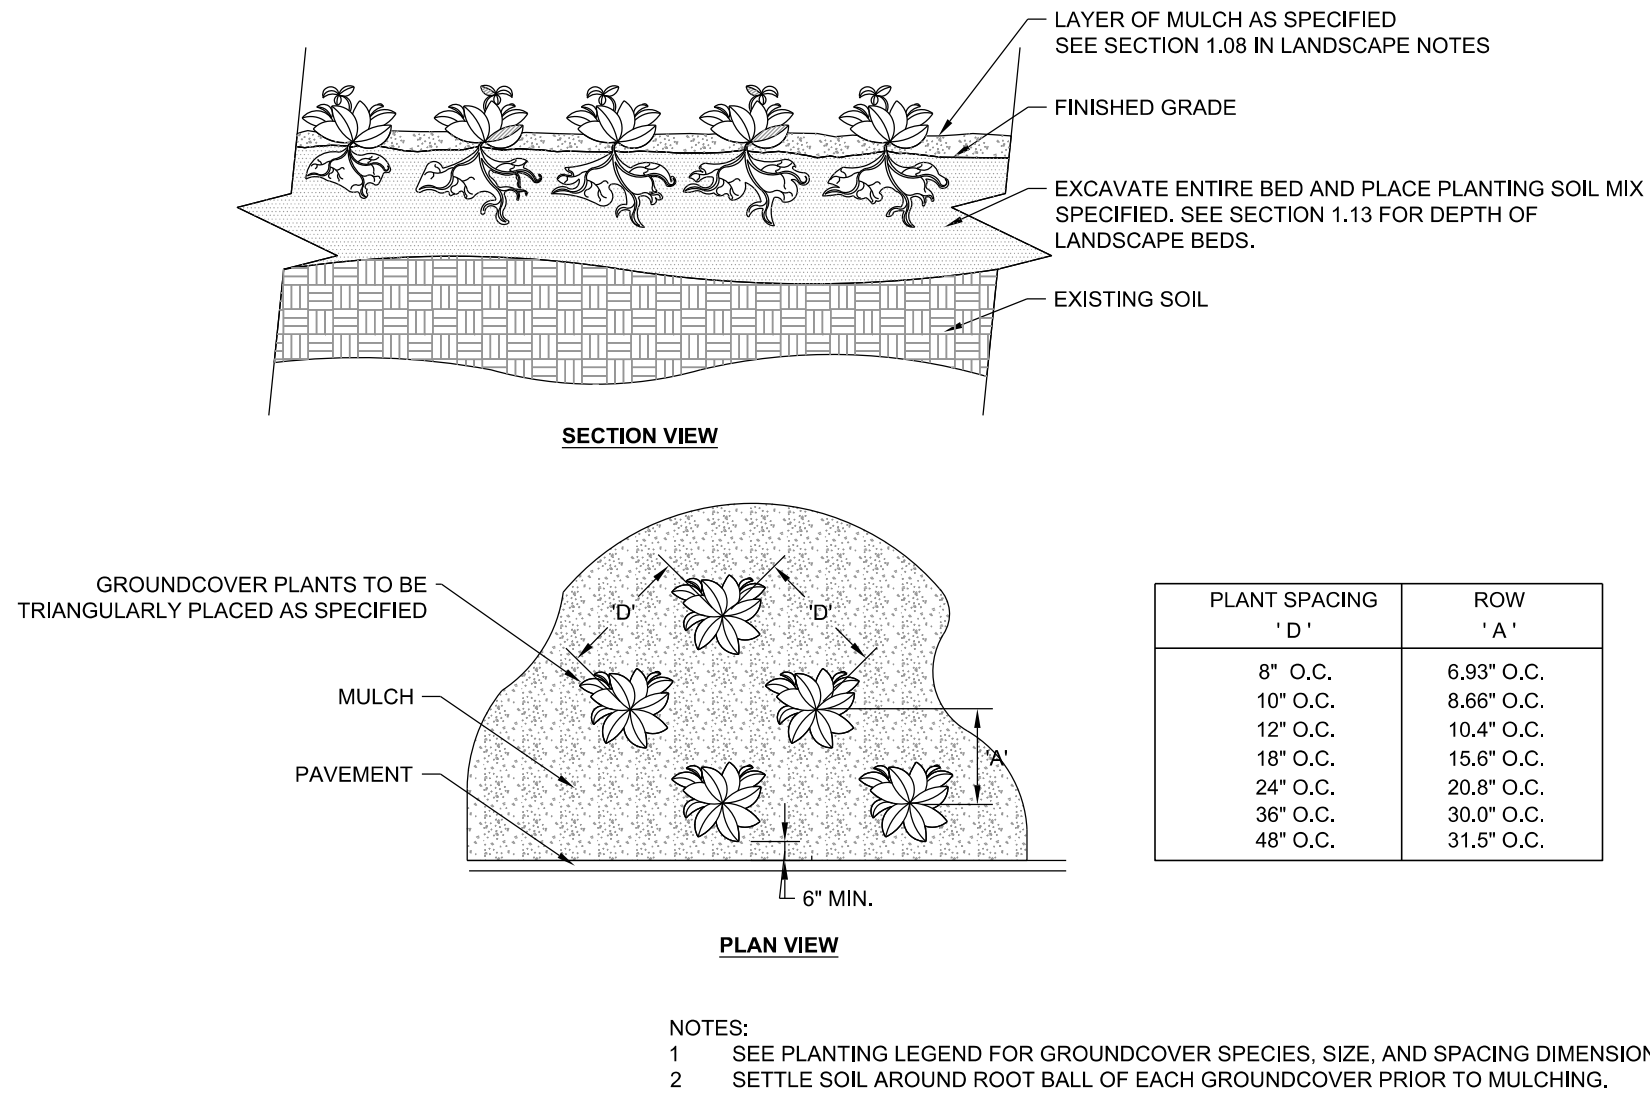 LAYER OF MULCH AS SPECIFIED
SEE SECTION 1.08 IN LANDSCAPE NOTES
FINISHED GRADE
EXCAVATE ENTIRE BED AND PLACE PLANTING SOIL MIX
SPECIFIED. SEE SECTION 1.13 FOR DEPTH OF
LANDSCAPE BEDS.
EXISTING SOIL
SECTION VIEW
GROUNDCOVER PLANTS TO BE
TRIANGULARLY PLACED AS SPECIFIED
MULCH
PAVEMENT
'D'
'D'
'A'
6" MIN.
PLAN VIEW
PLANT SPACING ROW
' D ' ' A '
8" O.C. 6.93" O.C.
10" O.C. 8.66" O.C.
12" O.C. 10.4" O.C.
18" O.C. 15.6" O.C.
24" O.C. 20.8" O.C.
36" O.C. 30.0" O.C.
48" O.C. 31.5" O.C.
NOTES:
1 SEE PLANTING LEGEND FOR GROUNDCOVER SPECIES, SIZE, AND SPACING DIMENSION
2 SETTLE SOIL AROUND ROOT BALL OF EACH GROUNDCOVER PRIOR TO MULCHING.